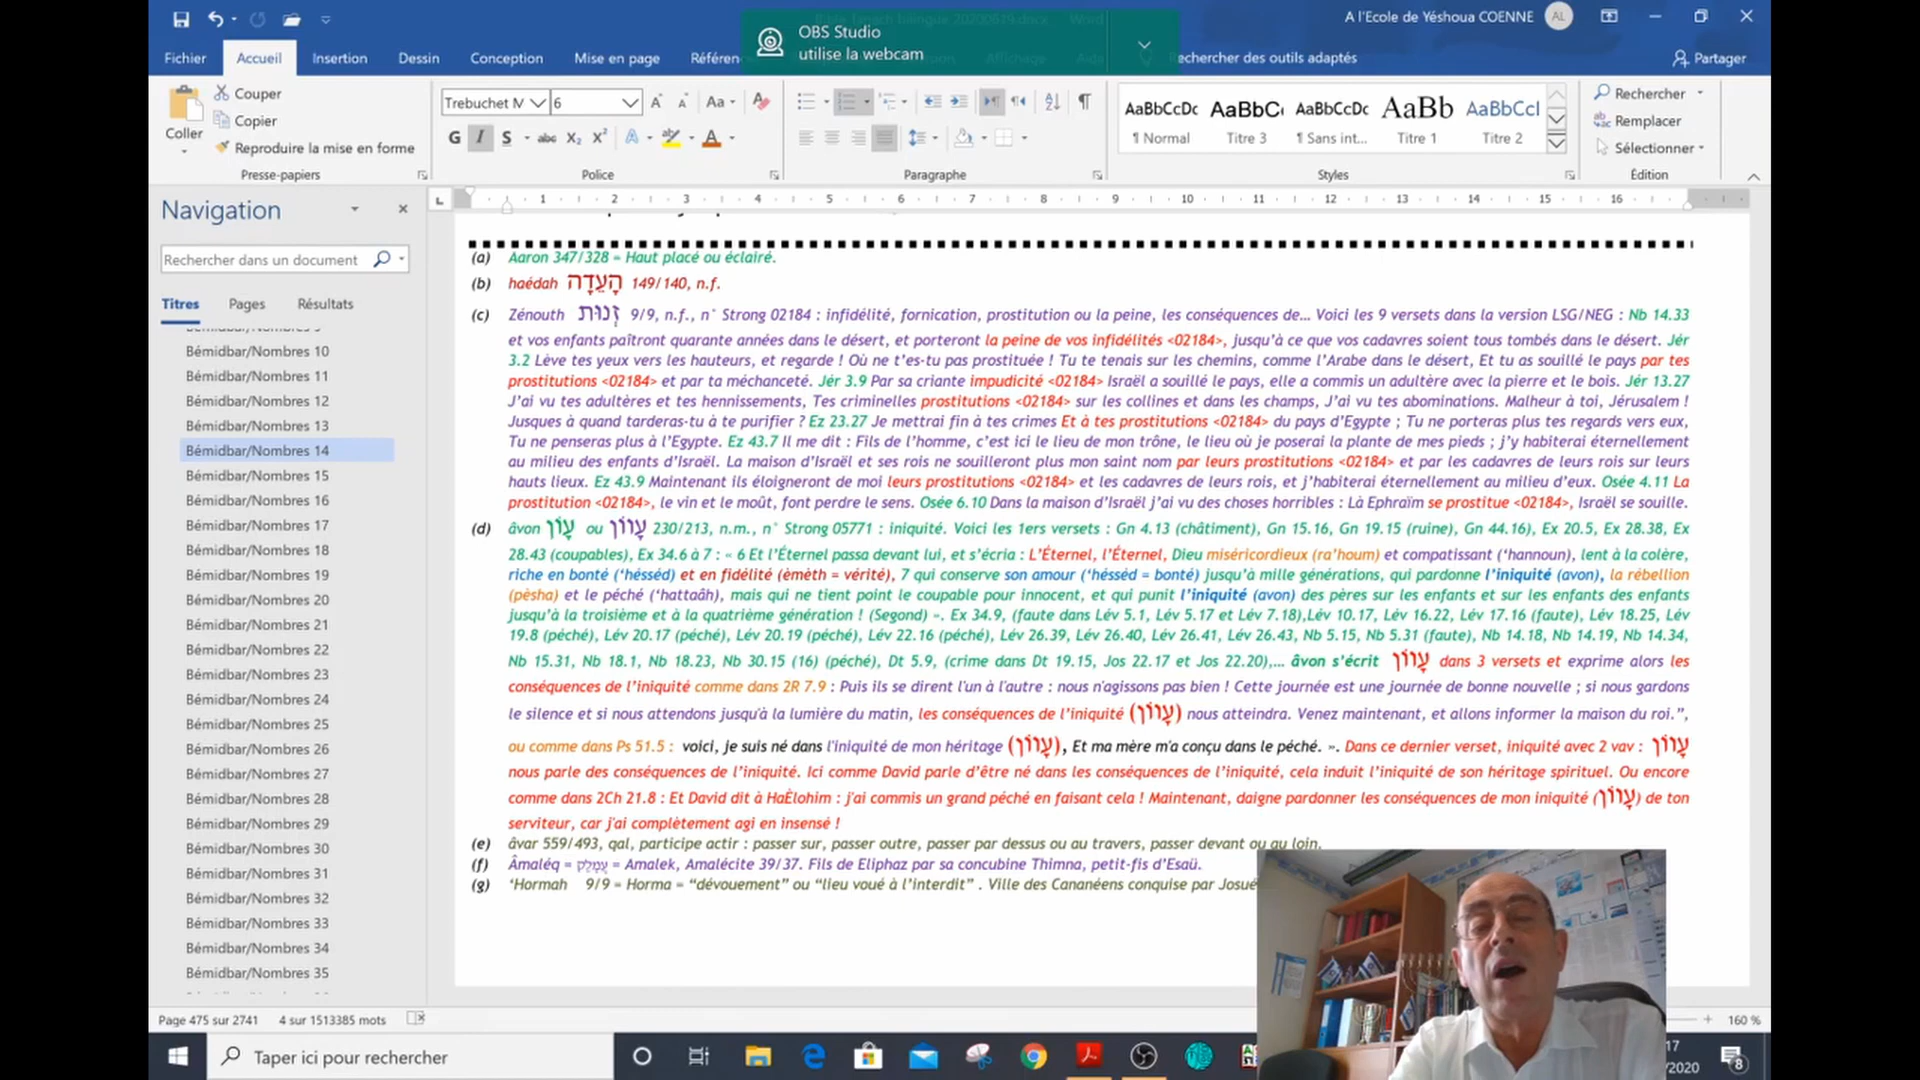 A l'Ecole de Yéshoua COENNE
AL
OBS Studio
utilise la webcam
Fichier
Accueil
Insertion
Dessin
Conception
Mise en page
Référen
Rechercher des outils adaptés
Partager
Coller
Couper
Copier
Reproduire la mise en forme
Presse-papiers
Trebuchet M
6
G I S abc X₂ X²
Police
Paragraphe
AaBbCcDc
¶ Normal
AaBbC
Titre 3
AaBbCcDc
¶ Sans int...
AaBb
Titre 1
AaBbCcI
Titre 2
Styles
Rechercher
Remplacer
Sélectionner
Édition
Navigation
Rechercher dans un document
Titres
Pages
Résultats
Bémidbar/Nombres 10
Bémidbar/Nombres 11
Bémidbar/Nombres 12
Bémidbar/Nombres 13
Bémidbar/Nombres 14
Bémidbar/Nombres 15
Bémidbar/Nombres 16
Bémidbar/Nombres 17
Bémidbar/Nombres 18
Bémidbar/Nombres 19
Bémidbar/Nombres 20
Bémidbar/Nombres 21
Bémidbar/Nombres 22
Bémidbar/Nombres 23
Bémidbar/Nombres 24
Bémidbar/Nombres 25
Bémidbar/Nombres 26
Bémidbar/Nombres 27
Bémidbar/Nombres 28
Bémidbar/Nombres 29
Bémidbar/Nombres 30
Bémidbar/Nombres 31
Bémidbar/Nombres 32
Bémidbar/Nombres 33
Bémidbar/Nombres 34
Bémidbar/Nombres 35
1 2 3 4 5 6 7 8 9 10 11 12 13 14 15 16
(a) Aaron 347/328 = Haut placé ou éclairé.
(b) haédah הָעֵדָה 149/140, n.f.
(c) Zénouth זְנוּת 9/9, n.f., n° Strong 02184 : infidélité, fornication, prostitution ou la peine, les conséquences de… Voici les 9 versets dans la version LSG/NEG : Nb 14.33
et vos enfants paîtront quarante années dans le désert, et porteront la peine de vos infidélités <02184>, jusqu'à ce que vos cadavres soient tous tombés dans le désert. Jér
3.2 Lève tes yeux vers les hauteurs, et regarde ! Où ne t'es-tu pas prostituée ! Tu te tenais sur les chemins, comme l'Arabe dans le désert, Et tu as souillé le pays par tes
prostitutions <02184> et par ta méchanceté. Jér 3.9 Par sa criante impudicité <02184> Israël a souillé le pays, elle a commis un adultère avec la pierre et le bois. Jér 13.27
J'ai vu tes adultères et tes hennissements, Tes criminelles prostitutions <02184> sur les collines et dans les champs, J'ai vu tes abominations. Malheur à toi, Jérusalem !
Jusques à quand tarderas-tu à te purifier ? Ez 23.27 Je mettrai fin à tes crimes Et à tes prostitutions <02184> du pays d'Egypte ; Tu ne porteras plus tes regards vers eux,
Tu ne penseras plus à l'Egypte. Ez 43.7 Il me dit : Fils de l'homme, c'est ici le lieu de mon trône, le lieu où je poserai la plante de mes pieds ; j'y habiterai éternellement
au milieu des enfants d'Israël. La maison d'Israël et ses rois ne souilleront plus mon saint nom par leurs prostitutions <02184> et par les cadavres de leurs rois sur leurs
hauts lieux. Ez 43.9 Maintenant ils éloigneront de moi leurs prostitutions <02184> et les cadavres de leurs rois, et j'habiterai éternellement au milieu d'eux. Osée 4.11 La
prostitution <02184>, le vin et le moût, font perdre le sens. Osée 6.10 Dans la maison d'Israël j'ai vu des choses horribles : Là Ephraïm se prostitue <02184>, Israël se souille.
(d) âvon עָוֹן ou עָווֹן 230/213, n.m., n° Strong 05771 : iniquité. Voici les 1ers versets : Gn 4.13 (châtiment), Gn 15.16, Gn 19.15 (ruine), Gn 44.16), Ex 20.5, Ex 28.38, Ex
28.43 (coupables), Ex 34.6 à 7 : « 6 Et l'Éternel passa devant lui, et s'écria : L'Éternel, l'Éternel, Dieu miséricordieux (ra'houm) et compatissant ('hannoun), lent à la colère,
riche en bonté ('hésséd) et en fidélité (èmèth = vérité), 7 qui conserve son amour ('hésséd = bonté) jusqu'à mille générations, qui pardonne l'iniquité (avon), la rébellion
(pèsha) et le péché ('hattaâh), mais qui ne tient point le coupable pour innocent, et qui punit l'iniquité (avon) des pères sur les enfants et sur les enfants des enfants
jusqu'à la troisième et à la quatrième génération ! (Segond) ». Ex 34.9, (faute dans Lév 5.1, Lév 5.17 et Lév 7.18),Lév 10.17, Lév 16.22, Lév 17.16 (faute), Lév 18.25, Lév
19.8 (péché), Lév 20.17 (péché), Lév 20.19 (péché), Lév 22.16 (péché), Lév 26.39, Lév 26.40, Lév 26.41, Lév 26.43, Nb 5.15, Nb 5.31 (faute), Nb 14.18, Nb 14.19, Nb 14.34,
Nb 15.31, Nb 18.1, Nb 18.23, Nb 30.15 (16) (péché), Dt 5.9, (crime dans Dt 19.15, Jos 22.17 et Jos 22.20),… âvon s'écrit עָווֹן dans 3 versets et exprime alors les
conséquences de l'iniquité comme dans 2R 7.9 : Puis ils se dirent l'un à l'autre : nous n'agissons pas bien ! Cette journée est une journée de bonne nouvelle ; si nous gardons
le silence et si nous attendons jusqu'à la lumière du matin, les conséquences de l'iniquité (עָווֹן) nous atteindra. Venez maintenant, et allons informer la maison du roi.”,
ou comme dans Ps 51.5 : voici, je suis né dans l'iniquité de mon héritage (עָווֹן), Et ma mère m'a conçu dans le péché. ». Dans ce dernier verset, iniquité avec 2 vav : עָווֹן
nous parle des conséquences de l'iniquité. Ici comme David parle d'être né dans les conséquences de l'iniquité, cela induit l'iniquité de son héritage spirituel. Ou encore
comme dans 2Ch 21.8 : Et David dit à HaÈlohim : j'ai commis un grand péché en faisant cela ! Maintenant, daigne pardonner les conséquences de mon iniquité (עָווֹן) de ton
serviteur, car j'ai complètement agi en insensé !
(e) âvar 559/493, qal, participe actir : passer sur, passer outre, passer par dessus ou au travers, passer devant ou au loin.
(f) Âmaléq = עֲמָלֵק = Amalek, Amalécite 39/37. Fils de Eliphaz par sa concubine Thimna, petit-fis d'Esaü.
(g) ‘Hormah 9/9 = Horma = “dévouement” ou “lieu voué à l'interdit” . Ville des Cananéens conquise par Josué
Page 475 sur 2741
4 sur 1513385 mots
160 %
Taper ici pour rechercher
17
/2020
8